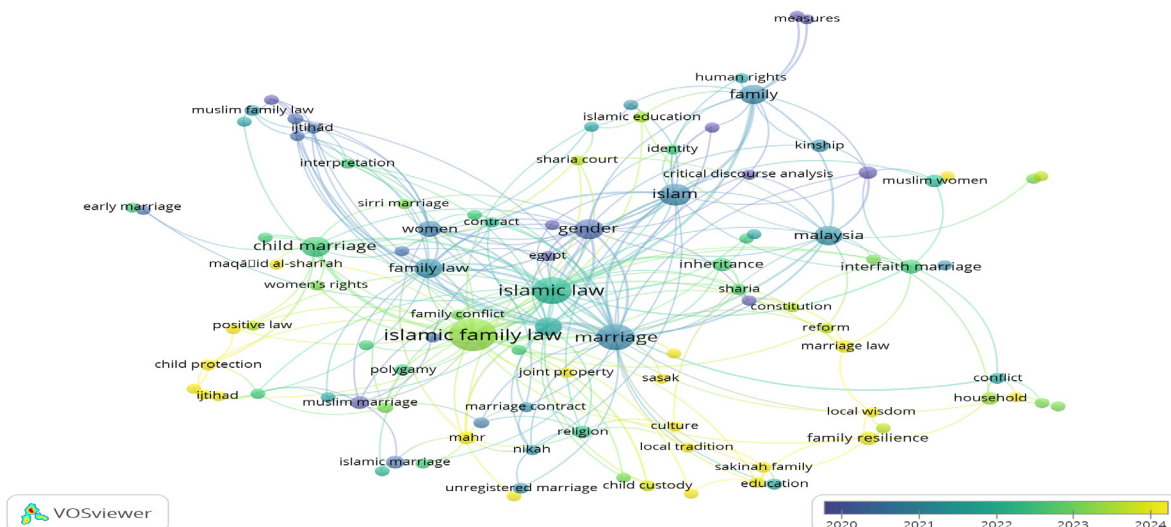 measures
human rights
family
muslim family law
islamic education
ijtihād
identity
kinship
interpretation
sharia court
critical discourse analysis
muslim women
islam
sirri marriage
early marriage
women
contract
gender
malaysia
child marriage
egypt
maqā□id al-shari'ah
family law
inheritance
interfaith marriage
women's rights
islamic law
sharia
constitution
family conflict
positive law
islamic family law
marriage
reform
marriage law
child protection
polygamy
joint property
sasak
conflict
ijtihad
muslim marriage
marriage contract
household
local wisdom
culture
mahr
religion
family resilience
nikah
local tradition
islamic marriage
sakinah family
unregistered marriage
child custody
education
VOSviewer
2020 2021 2022 2023 2024